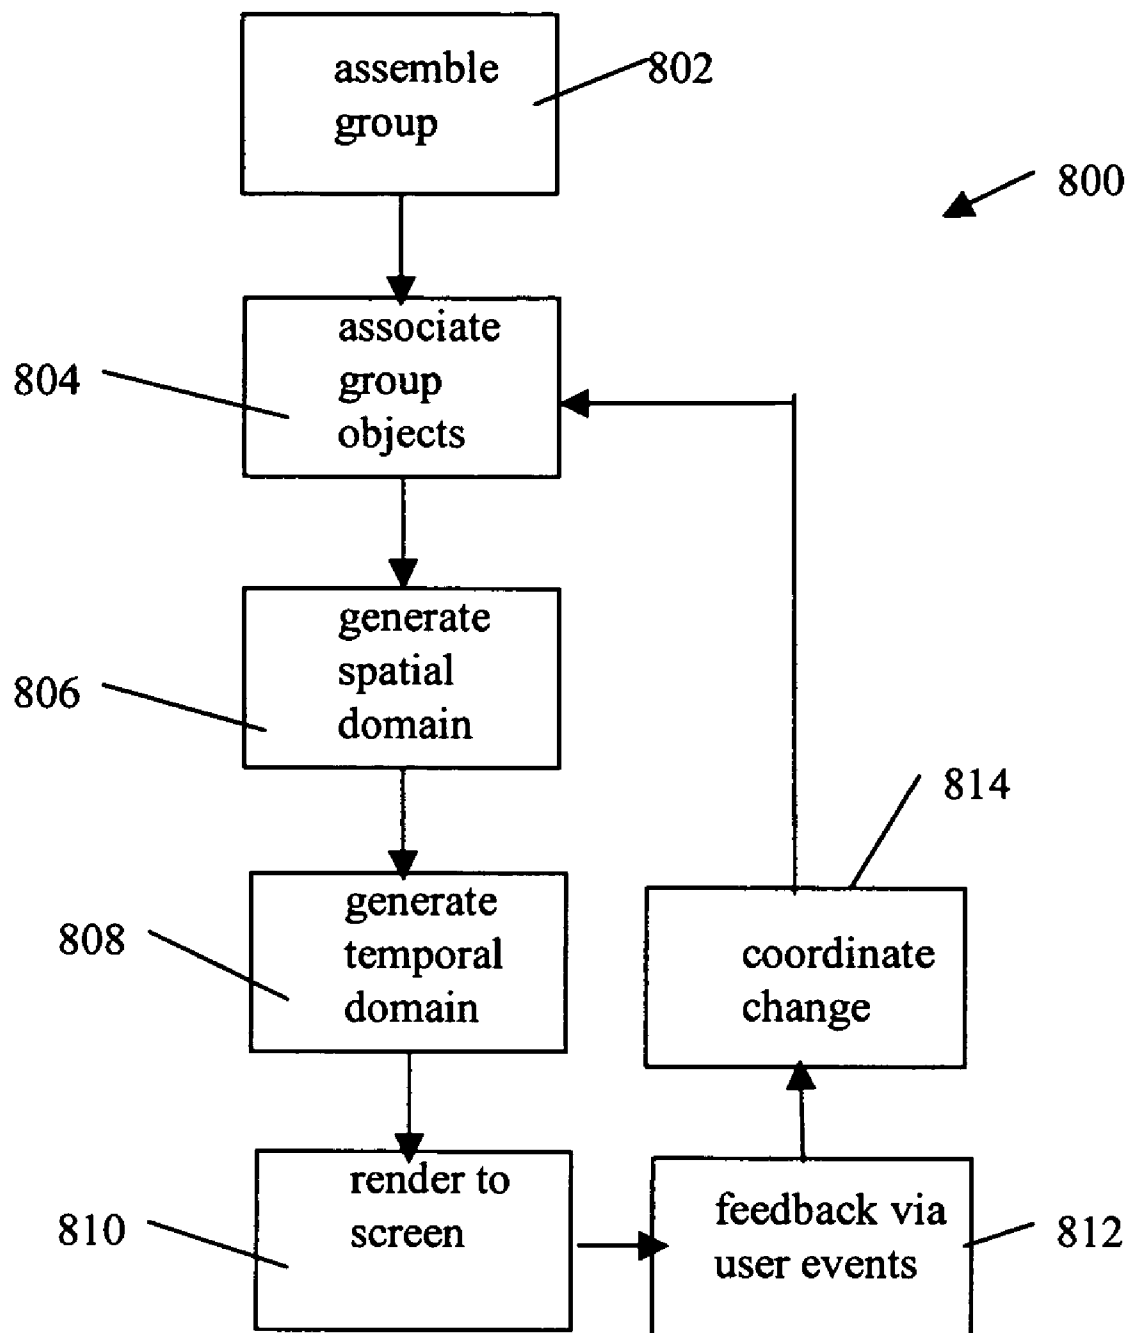 assemble
group
802
800
associate
group
objects
804
generate
spatial
domain
806
814
generate
temporal
domain
808
coordinate
change
render to
screen
810
feedback via
user events
812